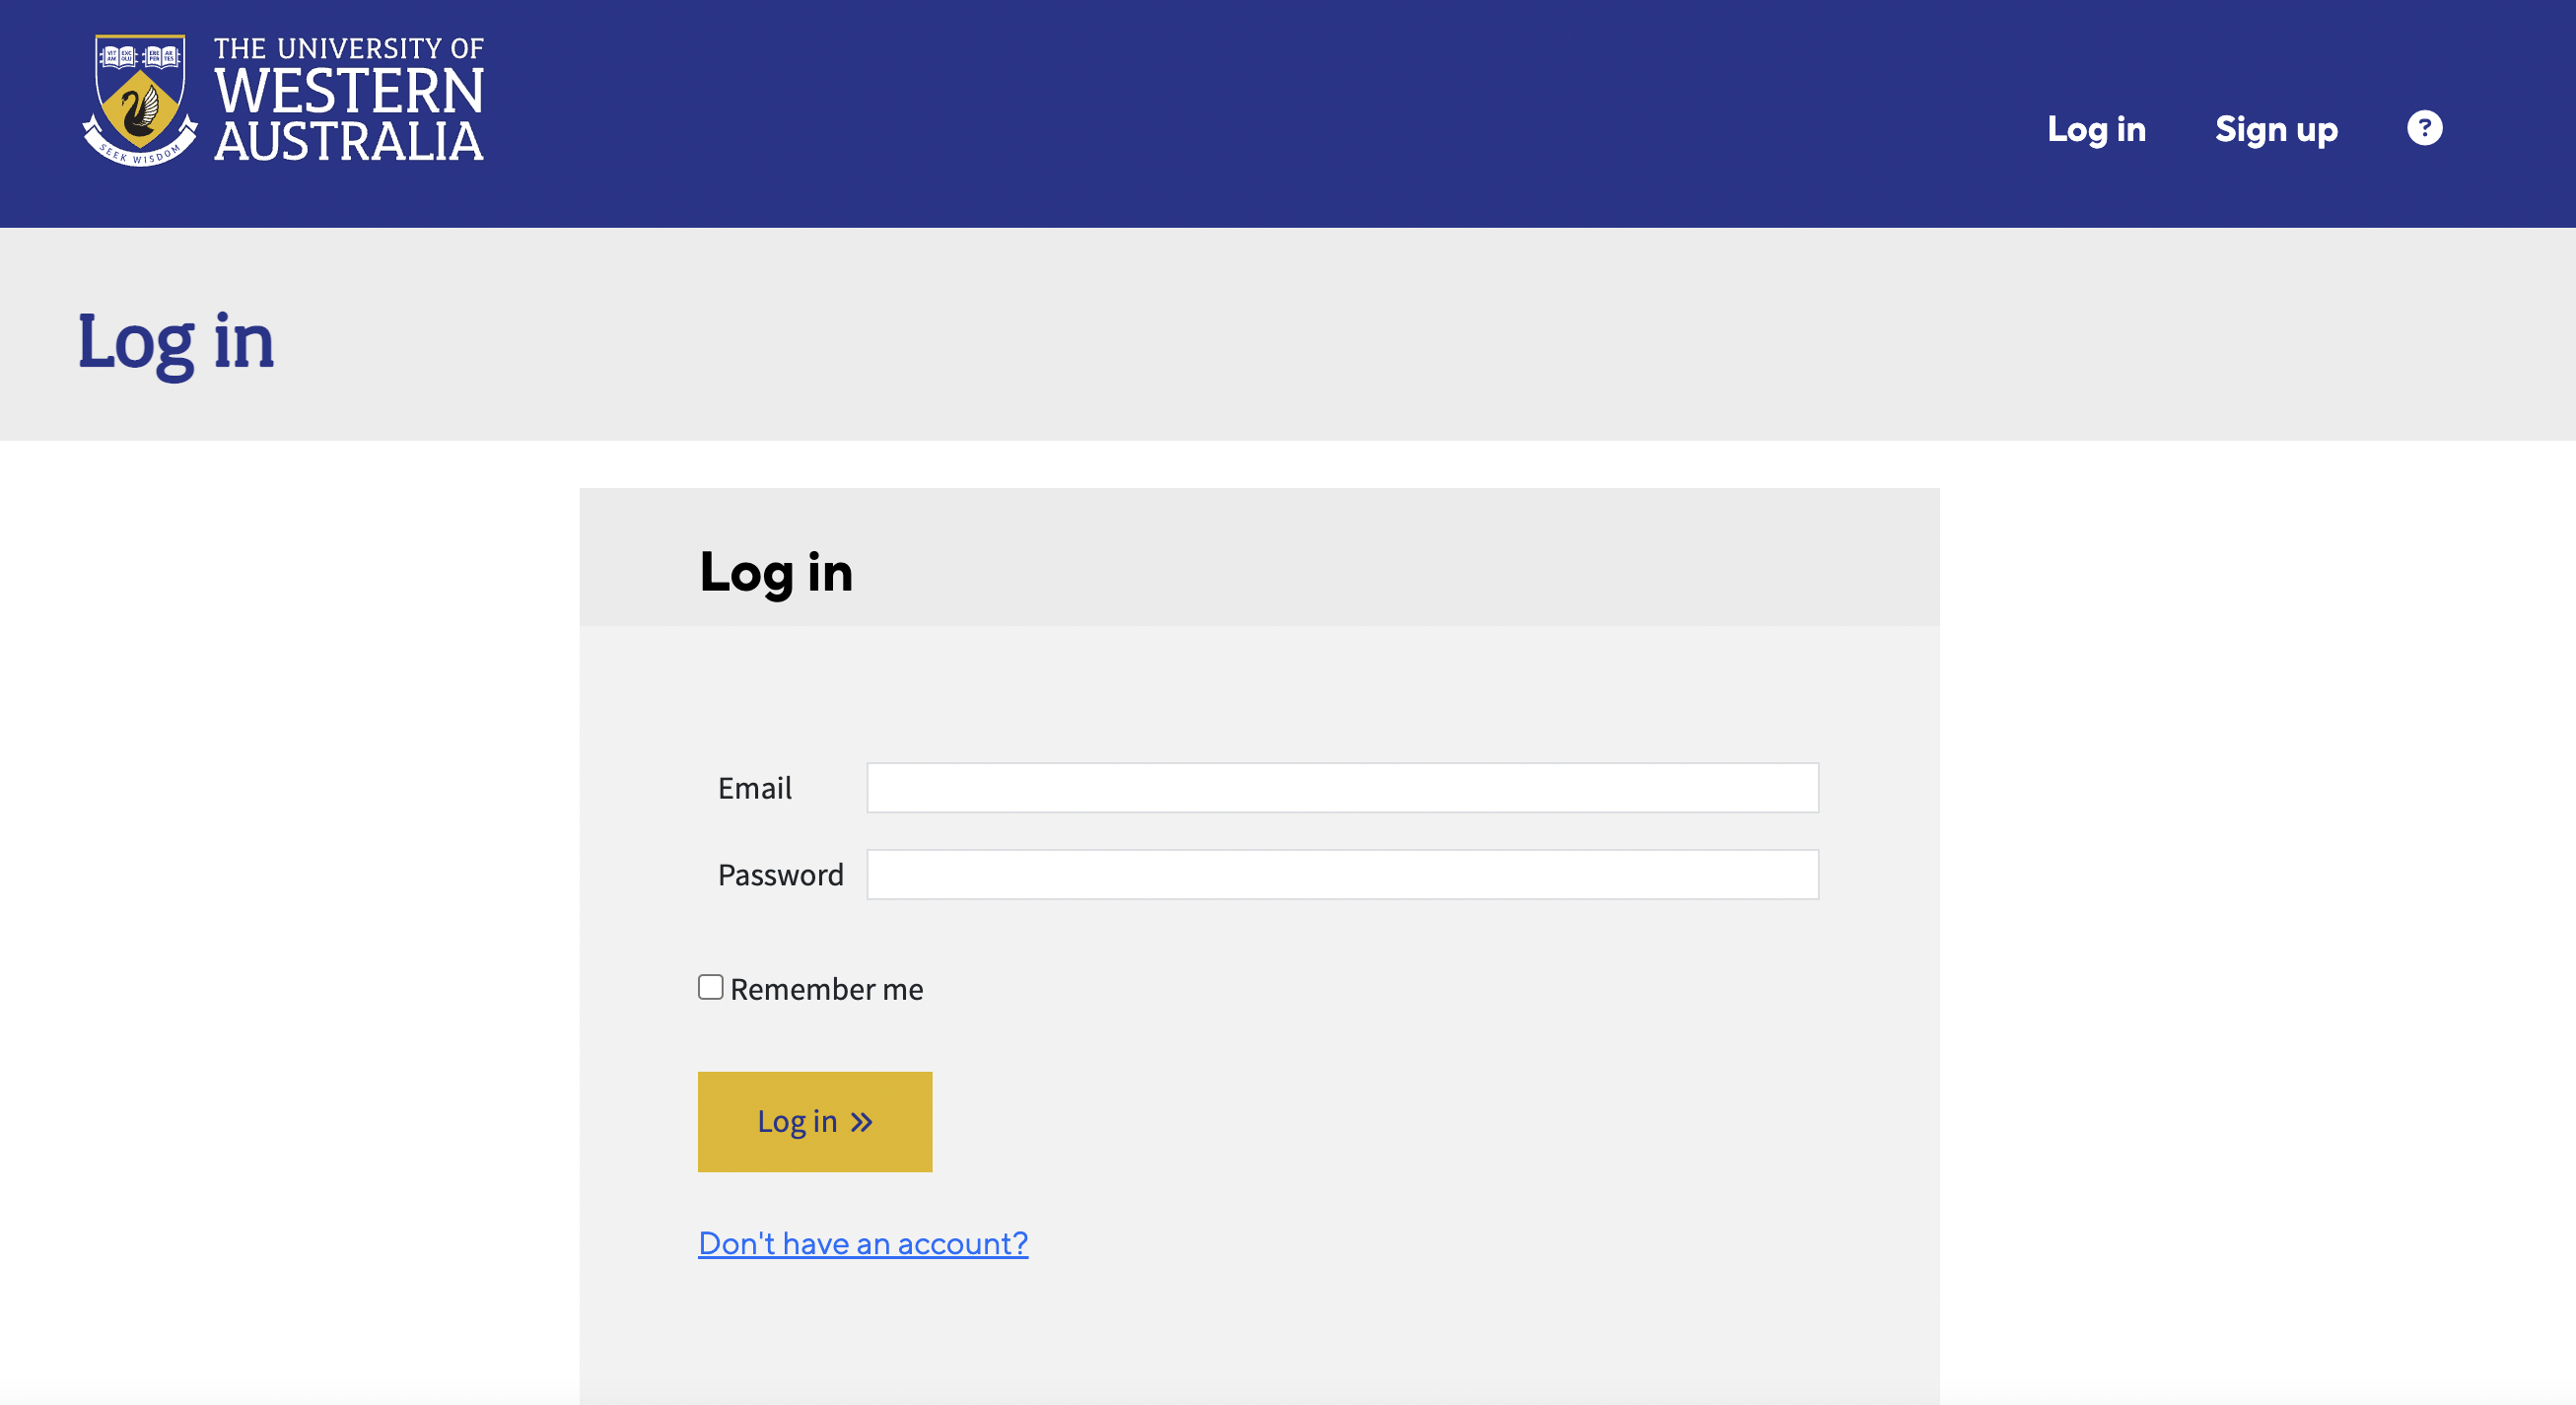 THE UNIVERSITY OF
WESTERN
AUSTRALIA
SEEK WISDOM
Log in
Sign up
?
Log in
Log in
Email
Password
Remember me
Log in »
Don't have an account?